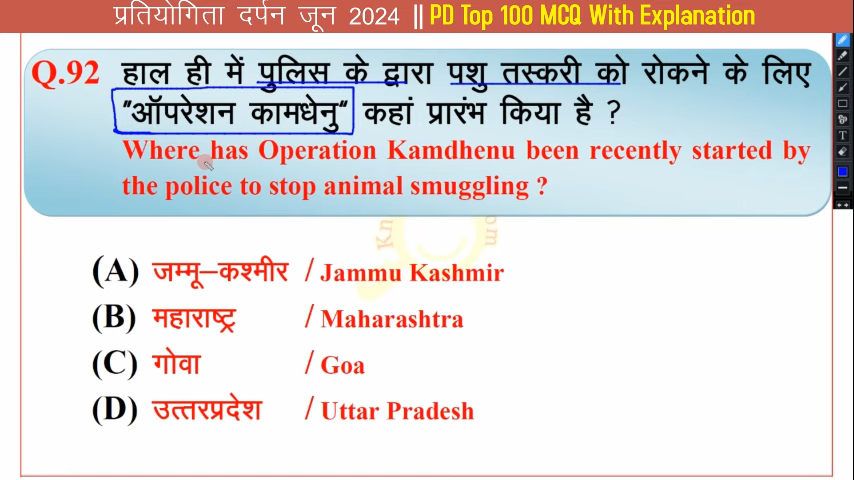 प्रतियोगिता दर्पन जून 2024 || PD Top 100 MCQ With Explanation
Q.92 हाल ही में पुलिस के द्वारा पशु तस्करी को रोकने के लिए
"ऑपरेशन कामधेनु" कहां प्रारंभ किया है ?
Where has Operation Kamdhenu been recently started by
the police to stop animal smuggling ?
(A) जम्मू–कश्मीर / Jammu Kashmir
(B) महाराष्ट्र / Maharashtra
(C) गोवा / Goa
(D) उत्तरप्रदेश / Uttar Pradesh